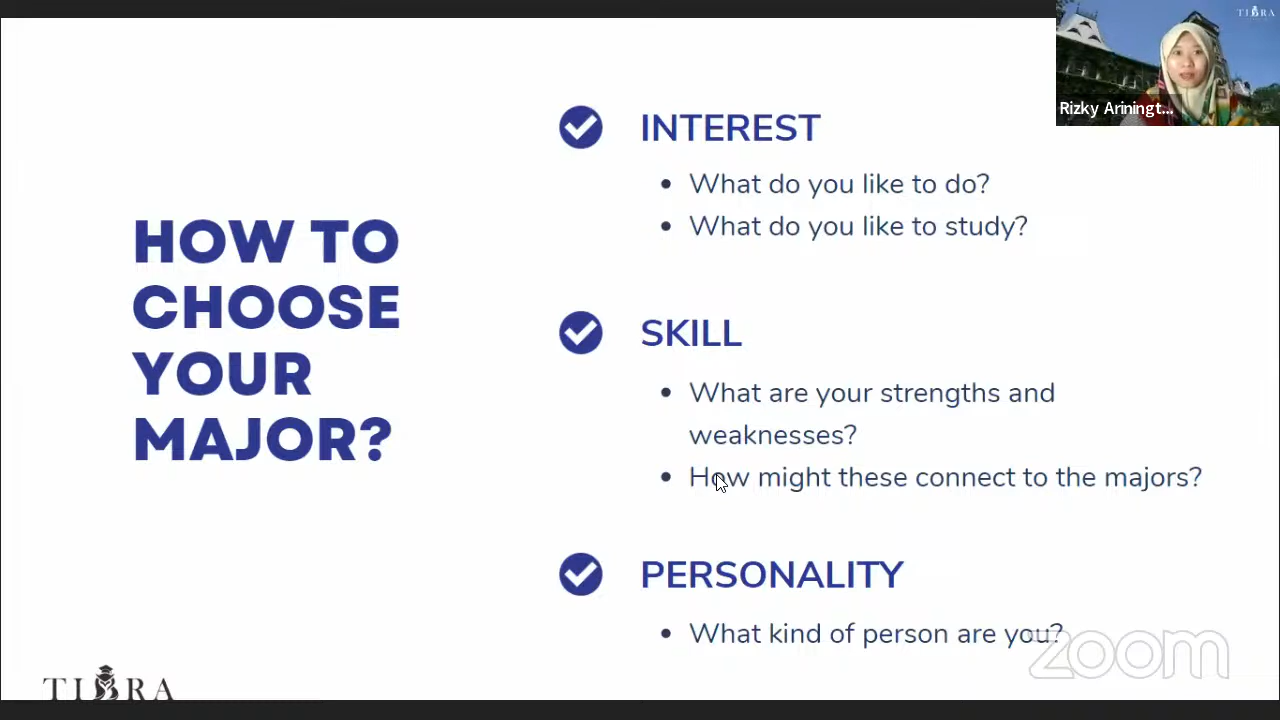 TIBRA
Rizky Ariningt...
HOW TO
CHOOSE
YOUR
MAJOR?
INTEREST
What do you like to do?
What do you like to study?
SKILL
What are your strengths and
weaknesses?
How might these connect to the majors?
PERSONALITY
What kind of person are you?
zoom
TIBRA